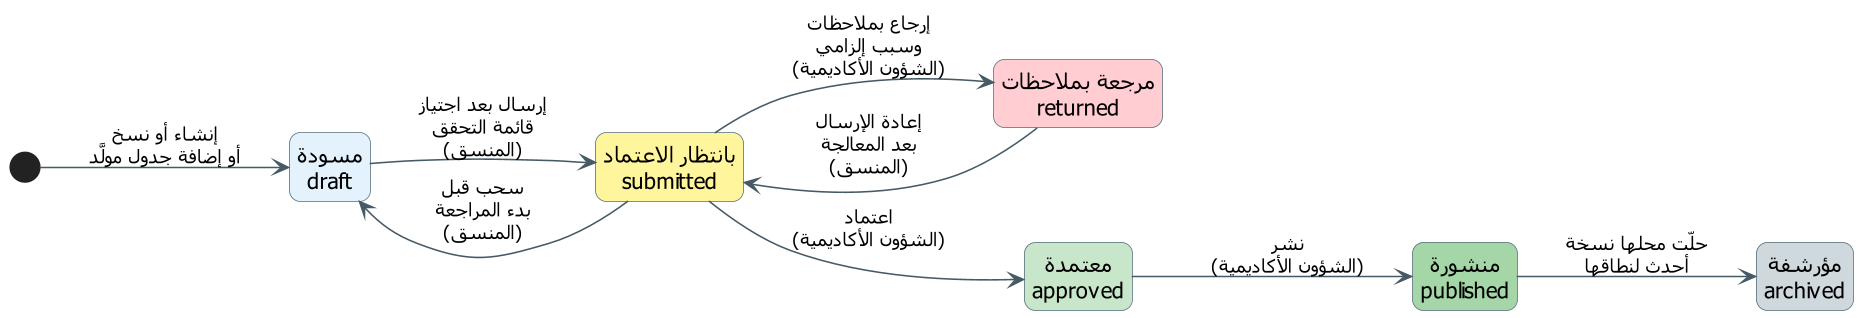 إنشاء أو نسخ
أو إضافة جدول مولَّد
مسودة
draft
إرسال بعد اجتياز
قائمة التحقق
(المنسق)
سحب قبل
بدء المراجعة
(المنسق)
بانتظار الاعتماد
submitted
إرجاع بملاحظات
وسبب إلزامي
(الشؤون الأكاديمية)
مرجعة بملاحظات
returned
إعادة الإرسال
بعد المعالجة
(المنسق)
اعتماد
(الشؤون الأكاديمية)
معتمدة
approved
نشر
(الشؤون الأكاديمية)
منشورة
published
حلّت محلها نسخة
أحدث لنطاقها
مؤرشفة
archived